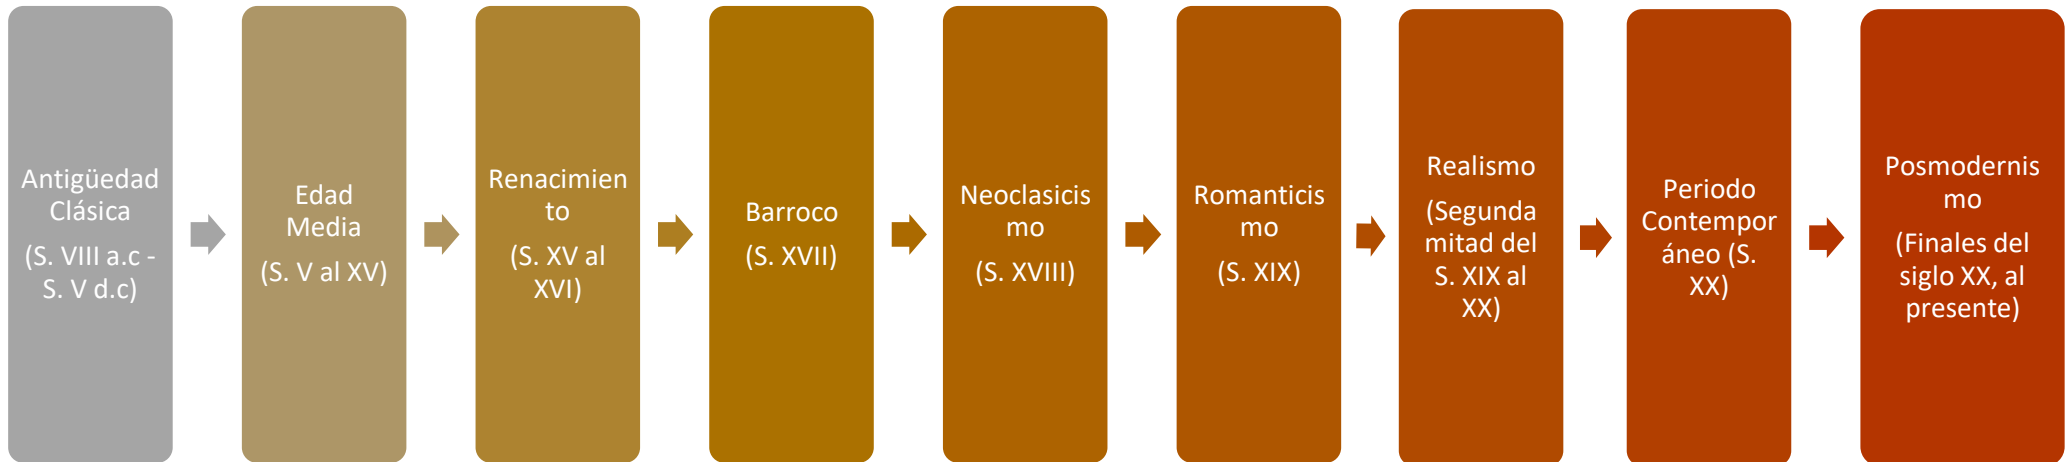 Antigüedad
Clásica
(S. VIII a.c -
S. V d.c)
Edad
Media
(S. V al XV)
Renacimien
to
(S. XV al
XVI)
Barroco
(S. XVII)
Neoclasicis
mo
(S. XVIII)
Romanticis
mo
(S. XIX)
Realismo
(Segunda
mitad del
S. XIX al
XX)
Periodo
Contempor
áneo (S.
XX)
Posmodernis
mo
(Finales del
siglo XX, al
presente)